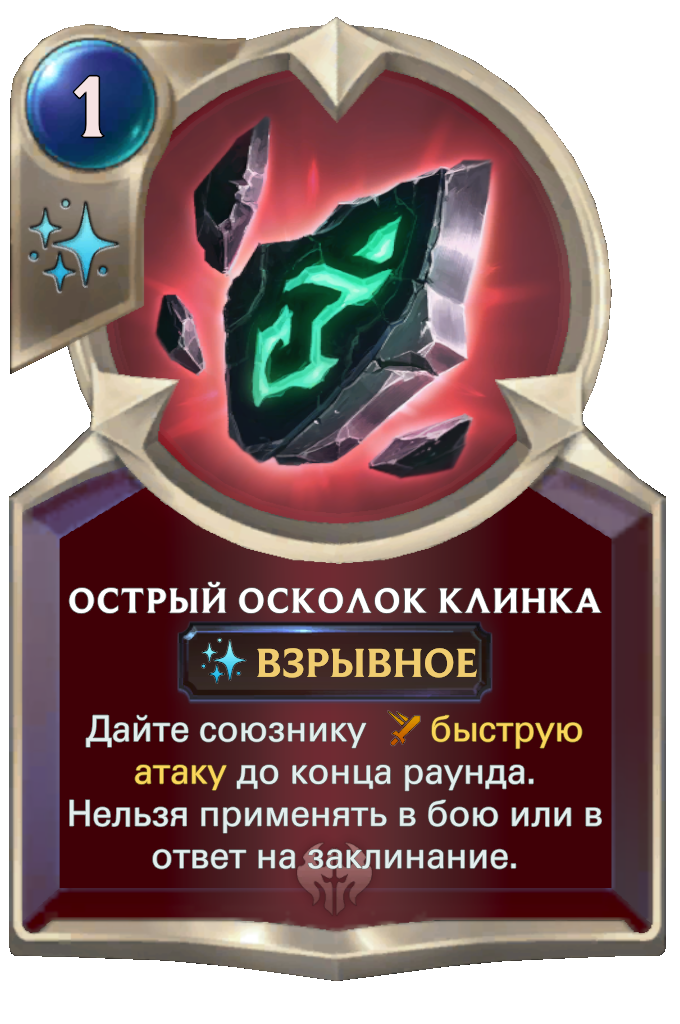 1
ОСТРЫЙ ОСКОЛОК КЛИНКА
ВЗРЫВНОЕ
Дайте союзнику быструю
атаку до конца раунда.
Нельзя применять в бою или в
ответ на заклинание.